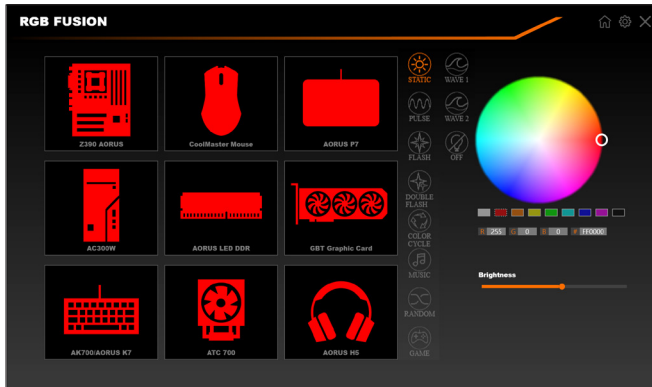 RGB FUSION
Z390 AORUS
CoolMaster Mouse
AORUS P7
AC300W
AORUS LED DDR
GBT Graphic Card
AK700/AORUS K7
ATC 700
AORUS H5
STATIC
WAVE 1
PULSE
WAVE 2
FLASH
OFF
DOUBLE
FLASH
COLOR
CYCLE
MUSIC
RANDOM
GAME
R 255 G 0 B 0 # FF0000
Brightness